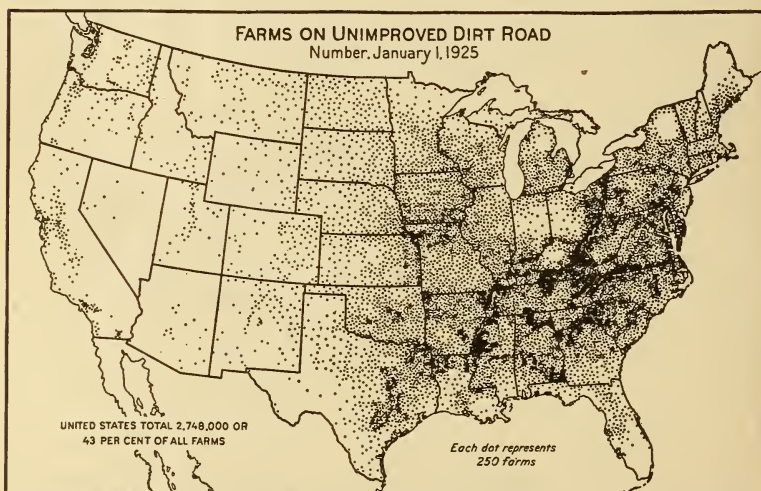 FARMS ON UNIMPROVED DIRT ROAD
Number, January 1, 1925
UNITED STATES TOTAL 2,748,000 OR
43 PER CENT OF ALL FARMS
Each dot represents
250 farms